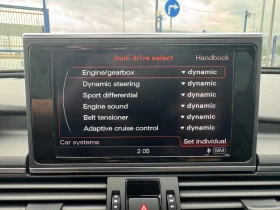 Audi drive select Handbook
Engine/gearbox dynamic
Dynamic steering dynamic
Sport differential dynamic
Engine sound dynamic
Belt tensioner dynamic
Adaptive cruise control dynamic
Car systems Set individual
2:05 SIM